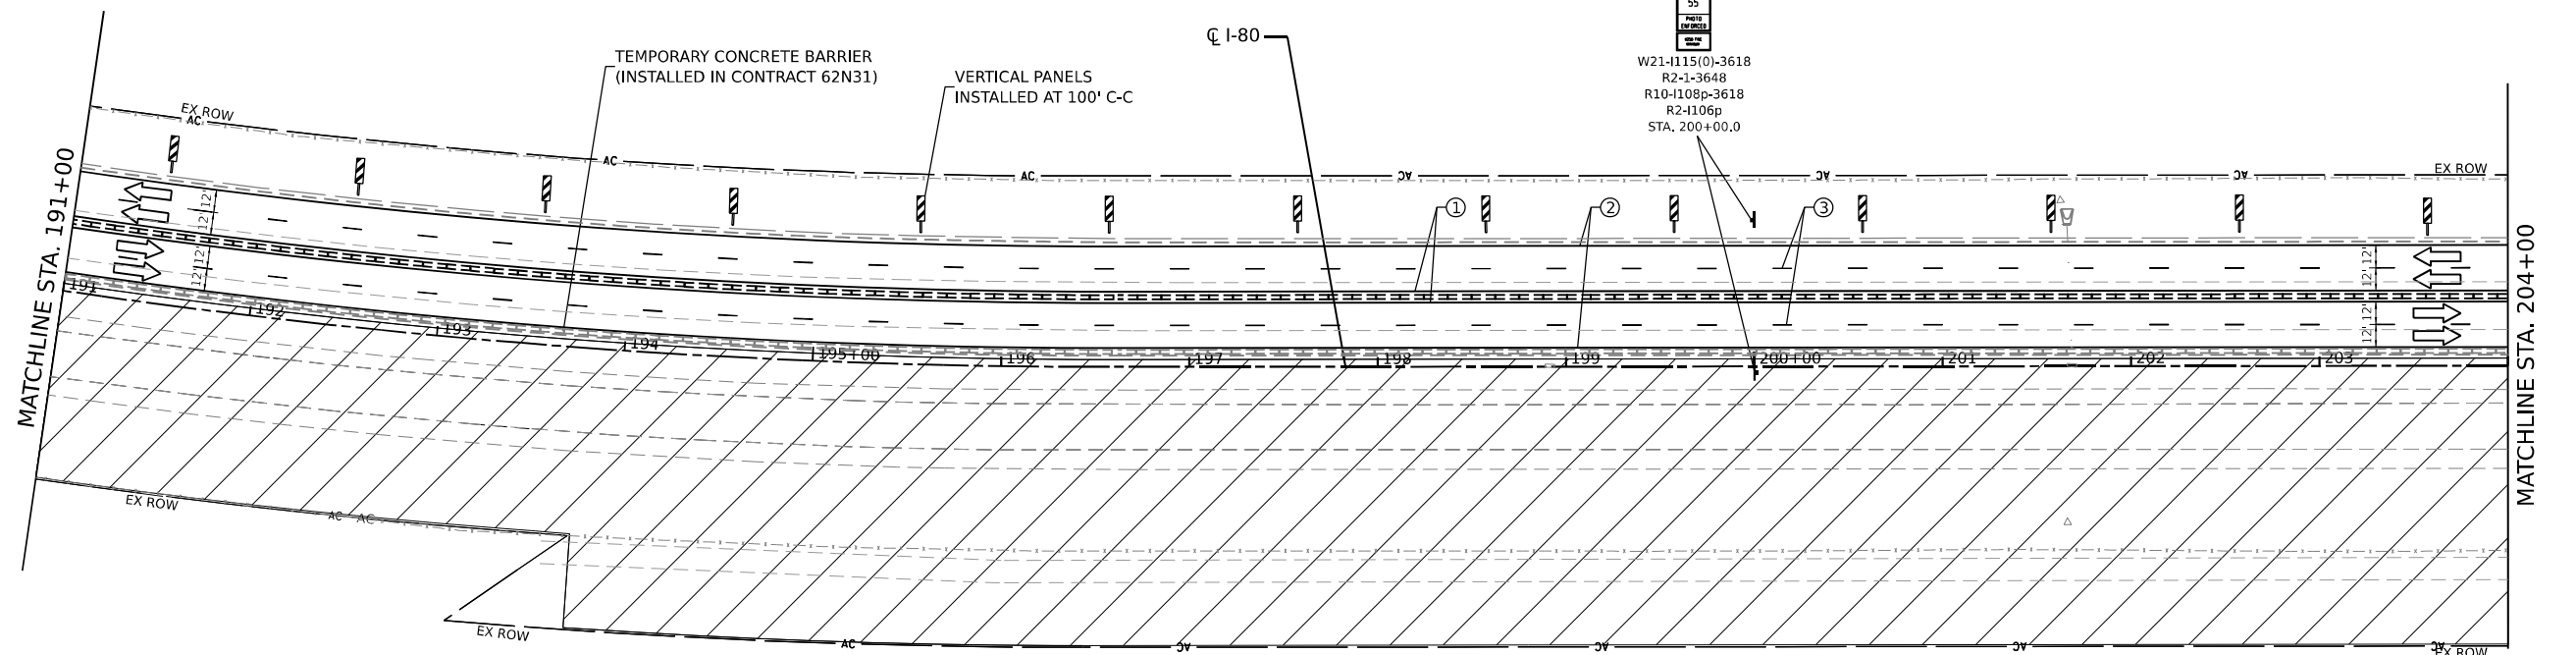 55
PHOTO
ENFORCED
℄ I-80
TEMPORARY CONCRETE BARRIER
(INSTALLED IN CONTRACT 62N31)
VERTICAL PANELS
INSTALLED AT 100' C-C
W21-I115(0)-3618
R2-1-3648
R10-I108p-3618
R2-I106p
STA. 200+00.0
EX ROW
AC
AC
AC
AC
AC
AC
EX ROW
MATCHLINE STA. 191+00
12' 12'
12' 12'
1
2
3
12' 12'
12' 12'
MATCHLINE STA. 204+00
191
192
193
194
195+00
196
197
198
199
200+00
201
202
203
EX ROW
AC
AC
EX ROW
AC
AC
AC
AC
AC
EX ROW